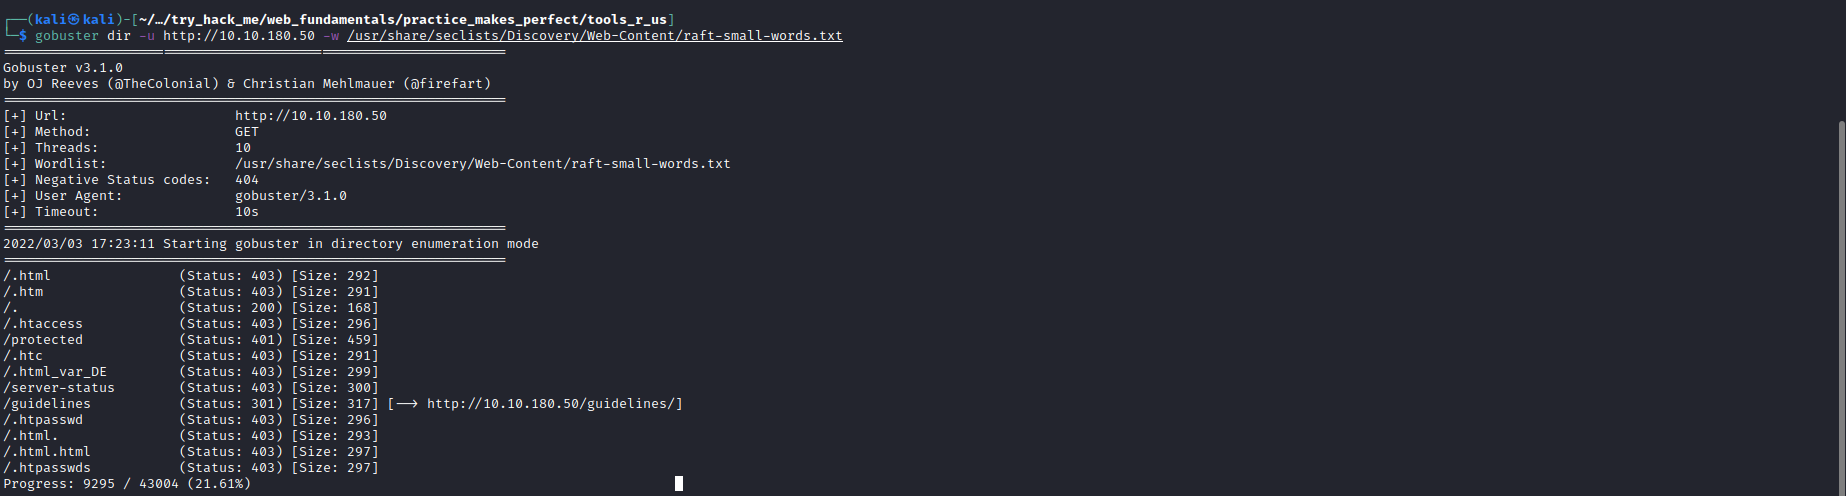 ┌──(kali㉿kali)-[~/…/try_hack_me/web_fundamentals/practice_makes_perfect/tools_r_us]
└─$ gobuster dir -u http://10.10.180.50 -w /usr/share/seclists/Discovery/Web-Content/raft-small-words.txt
===============================================================
Gobuster v3.1.0
by OJ Reeves (@TheColonial) & Christian Mehlmauer (@firefart)
===============================================================
[+] Url:                     http://10.10.180.50
[+] Method:                  GET
[+] Threads:                 10
[+] Wordlist:                /usr/share/seclists/Discovery/Web-Content/raft-small-words.txt
[+] Negative Status codes:   404
[+] User Agent:              gobuster/3.1.0
[+] Timeout:                 10s
===============================================================
2022/03/03 17:23:11 Starting gobuster in directory enumeration mode
===============================================================
/.html                (Status: 403) [Size: 292]
/.htm                 (Status: 403) [Size: 291]
/.                    (Status: 200) [Size: 168]
/.htaccess            (Status: 403) [Size: 296]
/protected            (Status: 401) [Size: 459]
/.htc                 (Status: 403) [Size: 291]
/.html_var_DE         (Status: 403) [Size: 299]
/server-status        (Status: 403) [Size: 300]
/guidelines           (Status: 301) [Size: 317] [--> http://10.10.180.50/guidelines/]
/.htpasswd            (Status: 403) [Size: 296]
/.html.               (Status: 403) [Size: 293]
/.html.html           (Status: 403) [Size: 297]
/.htpasswds           (Status: 403) [Size: 297]
Progress: 9295 / 43004 (21.61%)